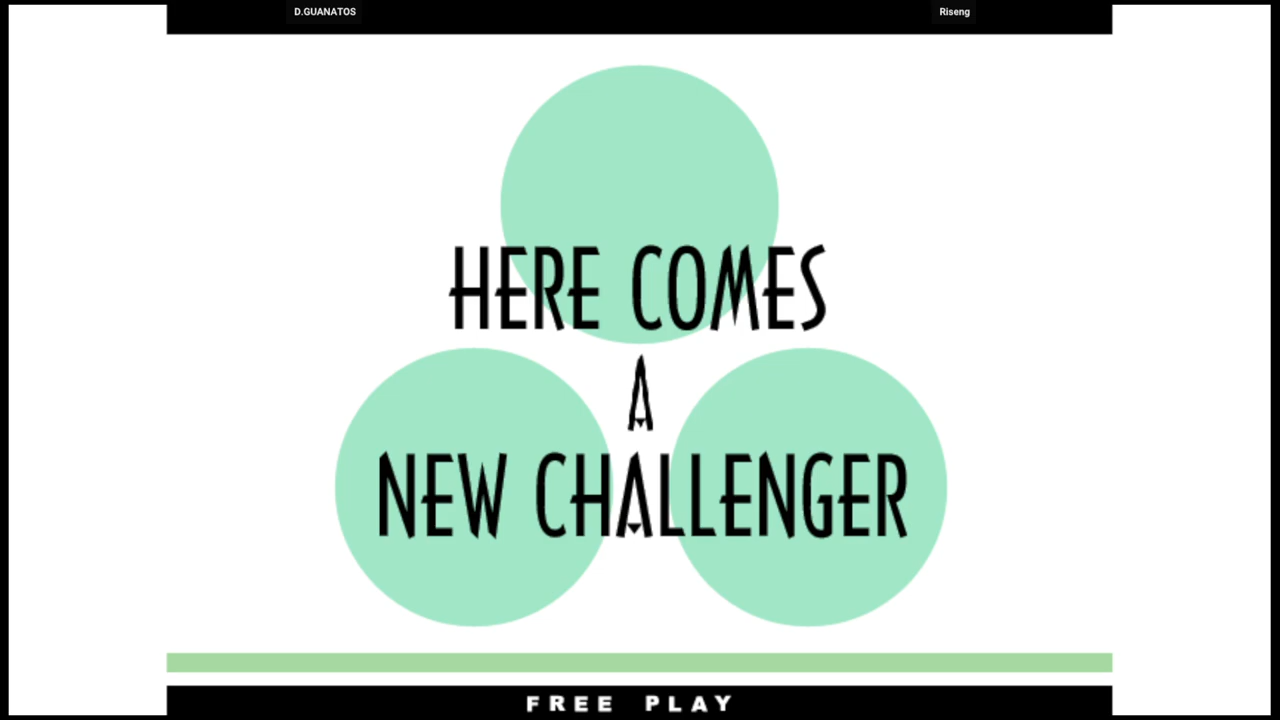 D.GUANATOS
Riseng
HERE COMES
A
NEW CHALLENGER
FREE PLAY